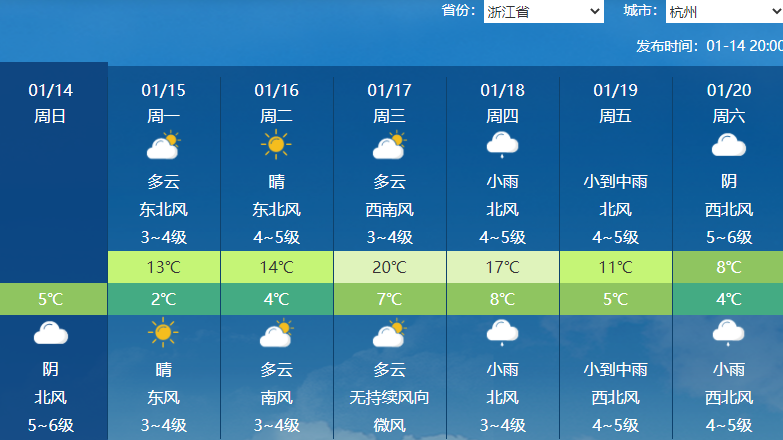 省份： 浙江省 城市： 杭州
发布时间：01-14 20:00
01/14 01/15 01/16 01/17 01/18 01/19 01/20
周日 周一 周二 周三 周四 周五 周六
多云 晴 多云 小雨 小到中雨 阴
东北风 东北风 西南风 北风 北风 西北风
3~4级 4~5级 3~4级 4~5级 4~5级 5~6级
13℃ 14℃ 20℃ 17℃ 11℃ 8℃
5℃ 2℃ 4℃ 7℃ 8℃ 5℃ 4℃
阴 晴 多云 多云 小雨 小到中雨 小雨
北风 东风 南风 无持续风向 北风 西北风 西北风
5~6级 3~4级 3~4级 微风 3~4级 4~5级 4~5级